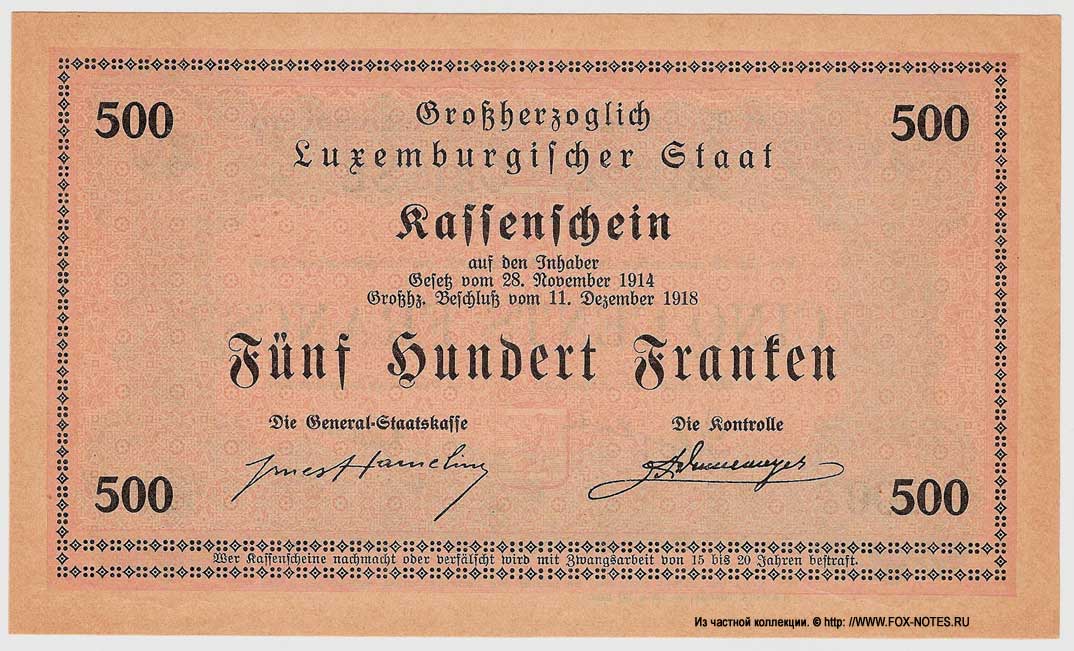 500
500
Großherzoglich
Luxemburgischer Staat
Kassenschein
auf den Inhaber
Gesetz vom 28. November 1914
Großhz. Beschluß vom 11. Dezember 1918
Fünf Hundert Franken
Die General-Staatskasse
Die Kontrolle
500
500
Wer Kassenscheine nachmacht oder verfälscht wird mit Zwangsarbeit von 15 bis 20 Jahren bestraft.
Из частной коллекции. © http: //WWW.FOX-NOTES.RU